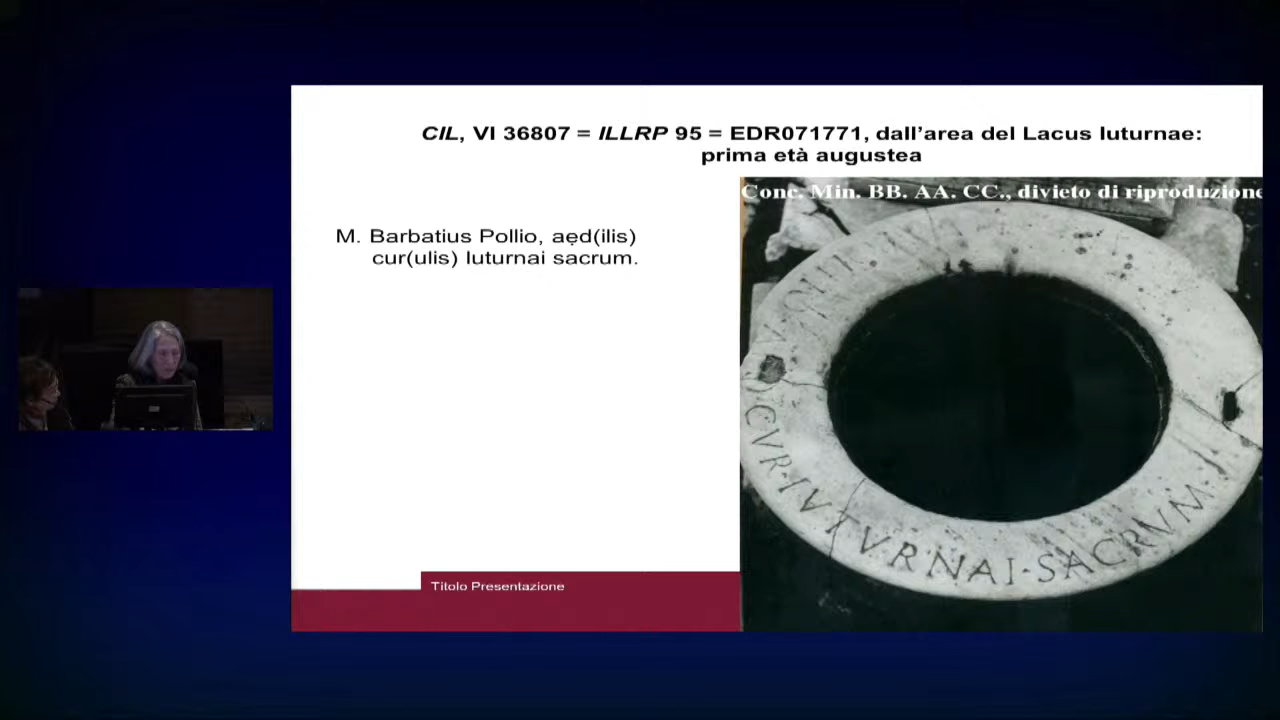 CIL, VI 36807 = ILLRP 95 = EDR071771, dall'area del Lacus Iuturnae:
prima età augustea
Conc. Min. BB. AA. CC., divieto di riproduzione
M. Barbatius Pollio, aẹd(ilis)
cur(ulis) Iuturnai sacrum.
CVR·IVTVRNAI·SACRVM
Titolo Presentazione